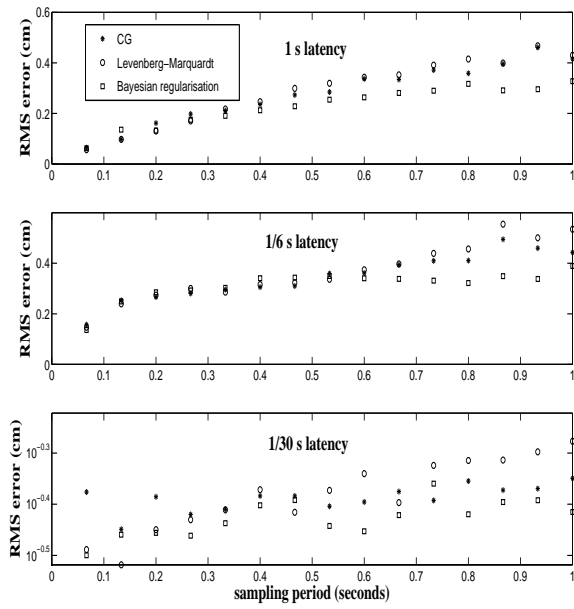 0.6
CG
Levenberg−Marquardt
Bayesian regularisation
1 s latency
0.4
0.2
0
RMS error (cm)
0 0.1 0.2 0.3 0.4 0.5 0.6 0.7 0.8 0.9 1
1/6 s latency
0.4
0.2
0
RMS error (cm)
0 0.1 0.2 0.3 0.4 0.5 0.6 0.7 0.8 0.9 1
1/30 s latency
10−0.3
10−0.4
10−0.5
RMS error (cm)
0 0.1 0.2 0.3 0.4 0.5 0.6 0.7 0.8 0.9 1
sampling period (seconds)